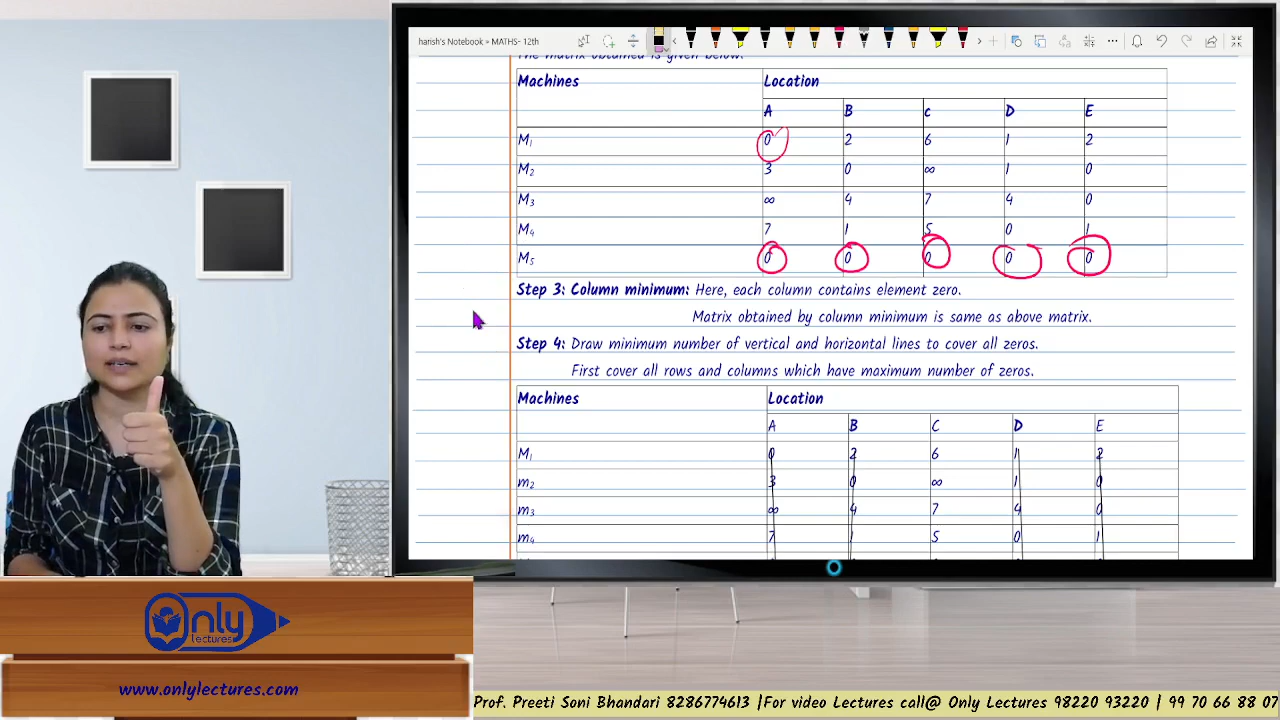 harish's Notebook » MATHS- 12th
The matrix obtained is given below.
Machines Location
A B c D E
M₁ 0 2 6 1 2
M₂ 3 0 ∞ 1 0
M₃ ∞ 4 7 4 0
M₄ 7 1 5 0 1
M₅ 0 0 0 0 0
Step 3: Column minimum: Here, each column contains element zero.
Matrix obtained by column minimum is same as above matrix.
Step 4: Draw minimum number of vertical and horizontal lines to cover all zeros.
First cover all rows and columns which have maximum number of zeros.
Machines Location
A B C D E
M₁ 0 2 6 1 2
m₂ 3 0 ∞ 1 0
m₃ ∞ 4 7 4 0
m₄ 7 1 5 0 1
Only
lectures
www.onlylectures.com
Prof. Preeti Soni Bhandari 8286774613 |For video Lectures call@ Only Lectures 98220 93220 | 99 70 66 88 07